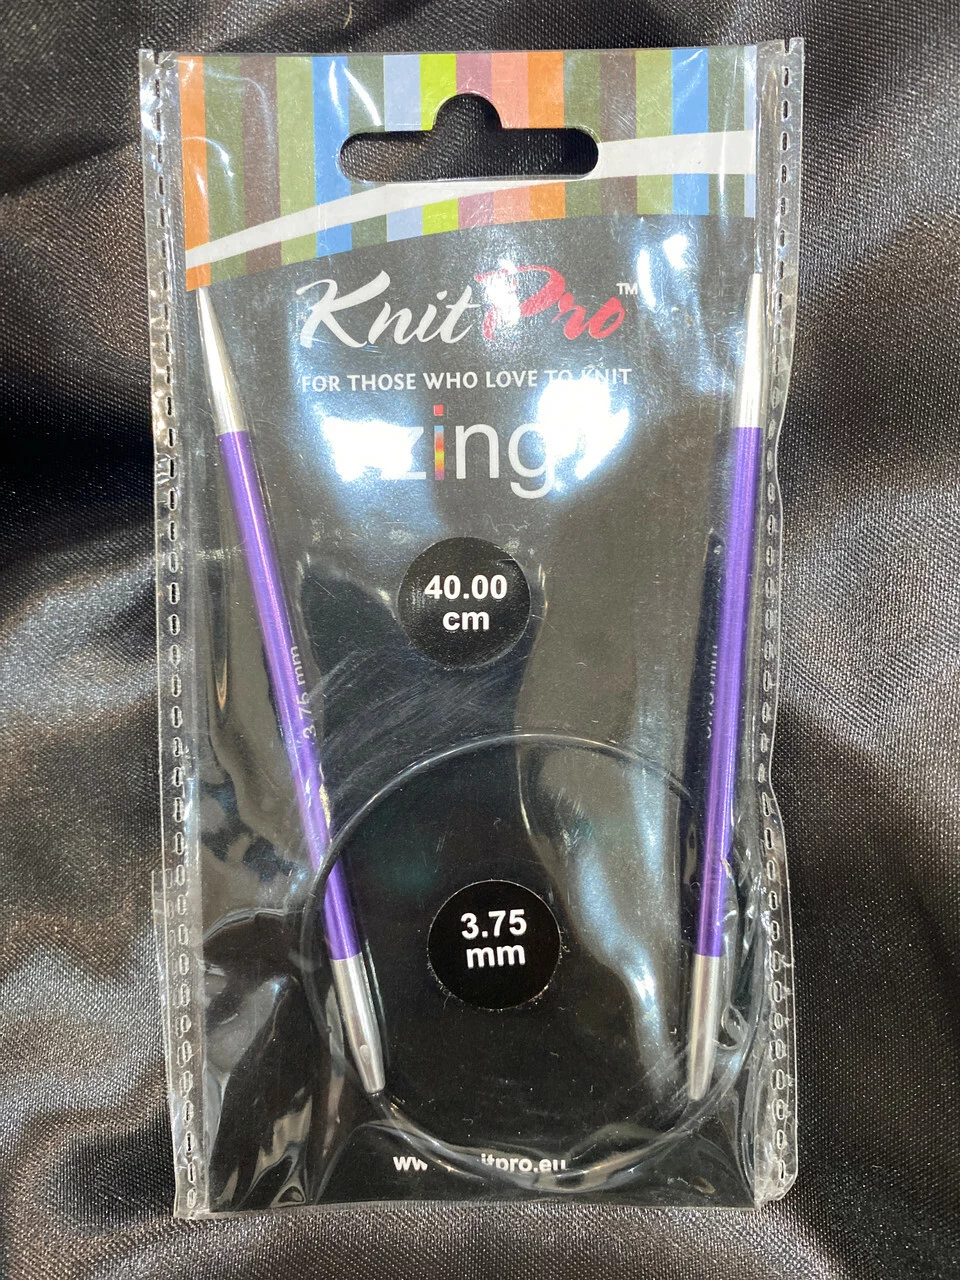 KnitPro™
FOR THOSE WHO LOVE TO KNIT
zing
40.00
cm
3.75 mm
3.75
mm